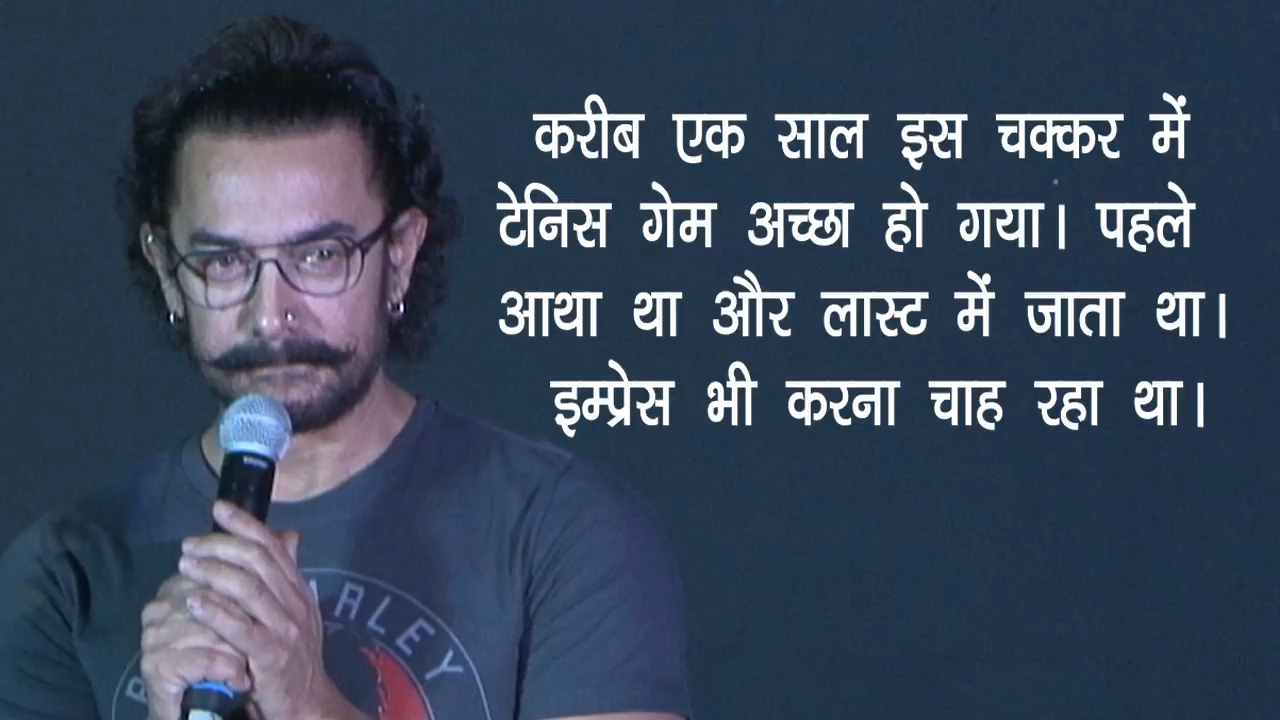 करीब एक साल इस चक्कर में
टेनिस गेम अच्छा हो गया। पहले
आथा था और लास्ट में जाता था।
इम्प्रेस भी करना चाह रहा था।